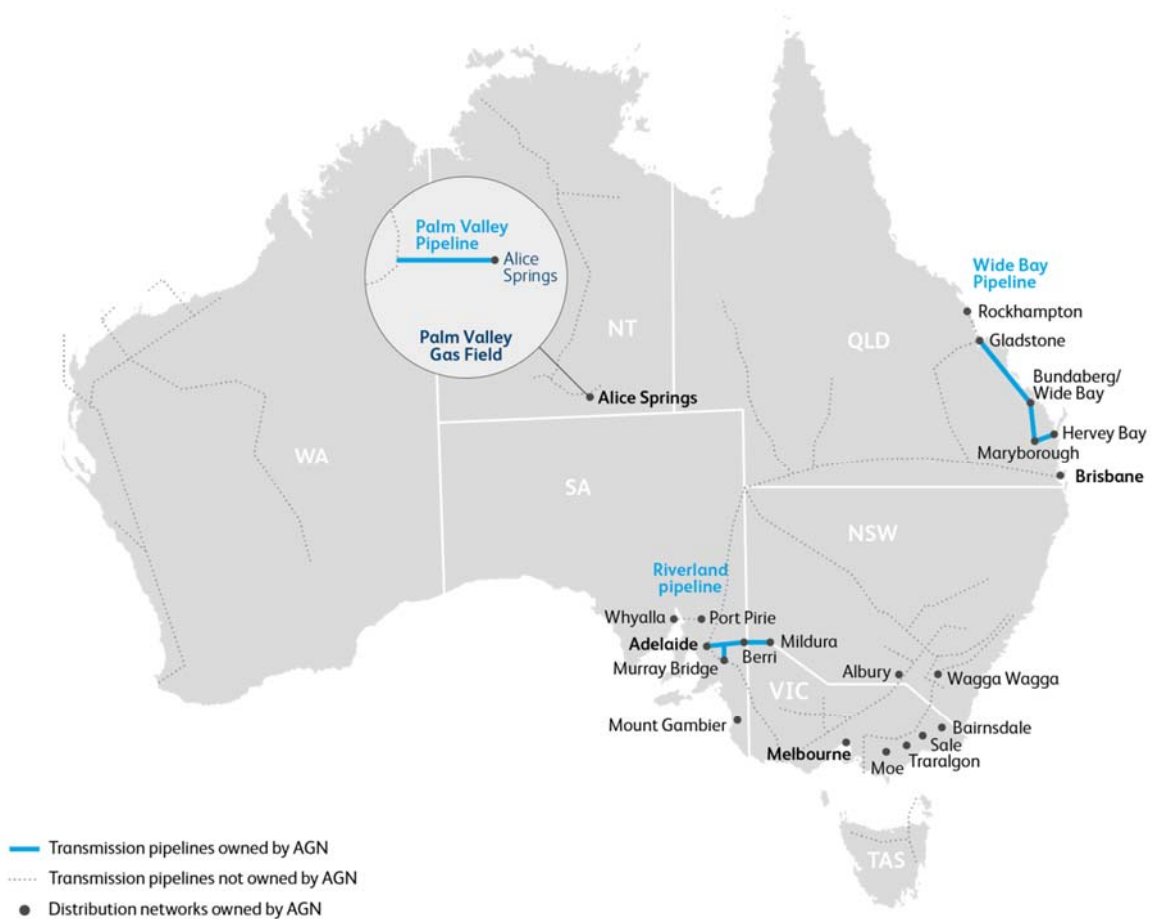 Palm Valley
Pipeline
Alice
Springs
Palm Valley
Gas Field
NT
Alice Springs
WA
SA
QLD
Wide Bay
Pipeline
Rockhampton
Gladstone
Bundaberg/
Wide Bay
Hervey Bay
Maryborough
Brisbane
NSW
Riverland
pipeline
Whyalla
Port Pirie
Adelaide
Mildura
Berri
Murray Bridge
VIC
Albury
Wagga Wagga
Mount Gambier
Melbourne
Bairnsdale
Sale
Traralgon
Moe
TAS
Transmission pipelines owned by AGN
Transmission pipelines not owned by AGN
Distribution networks owned by AGN